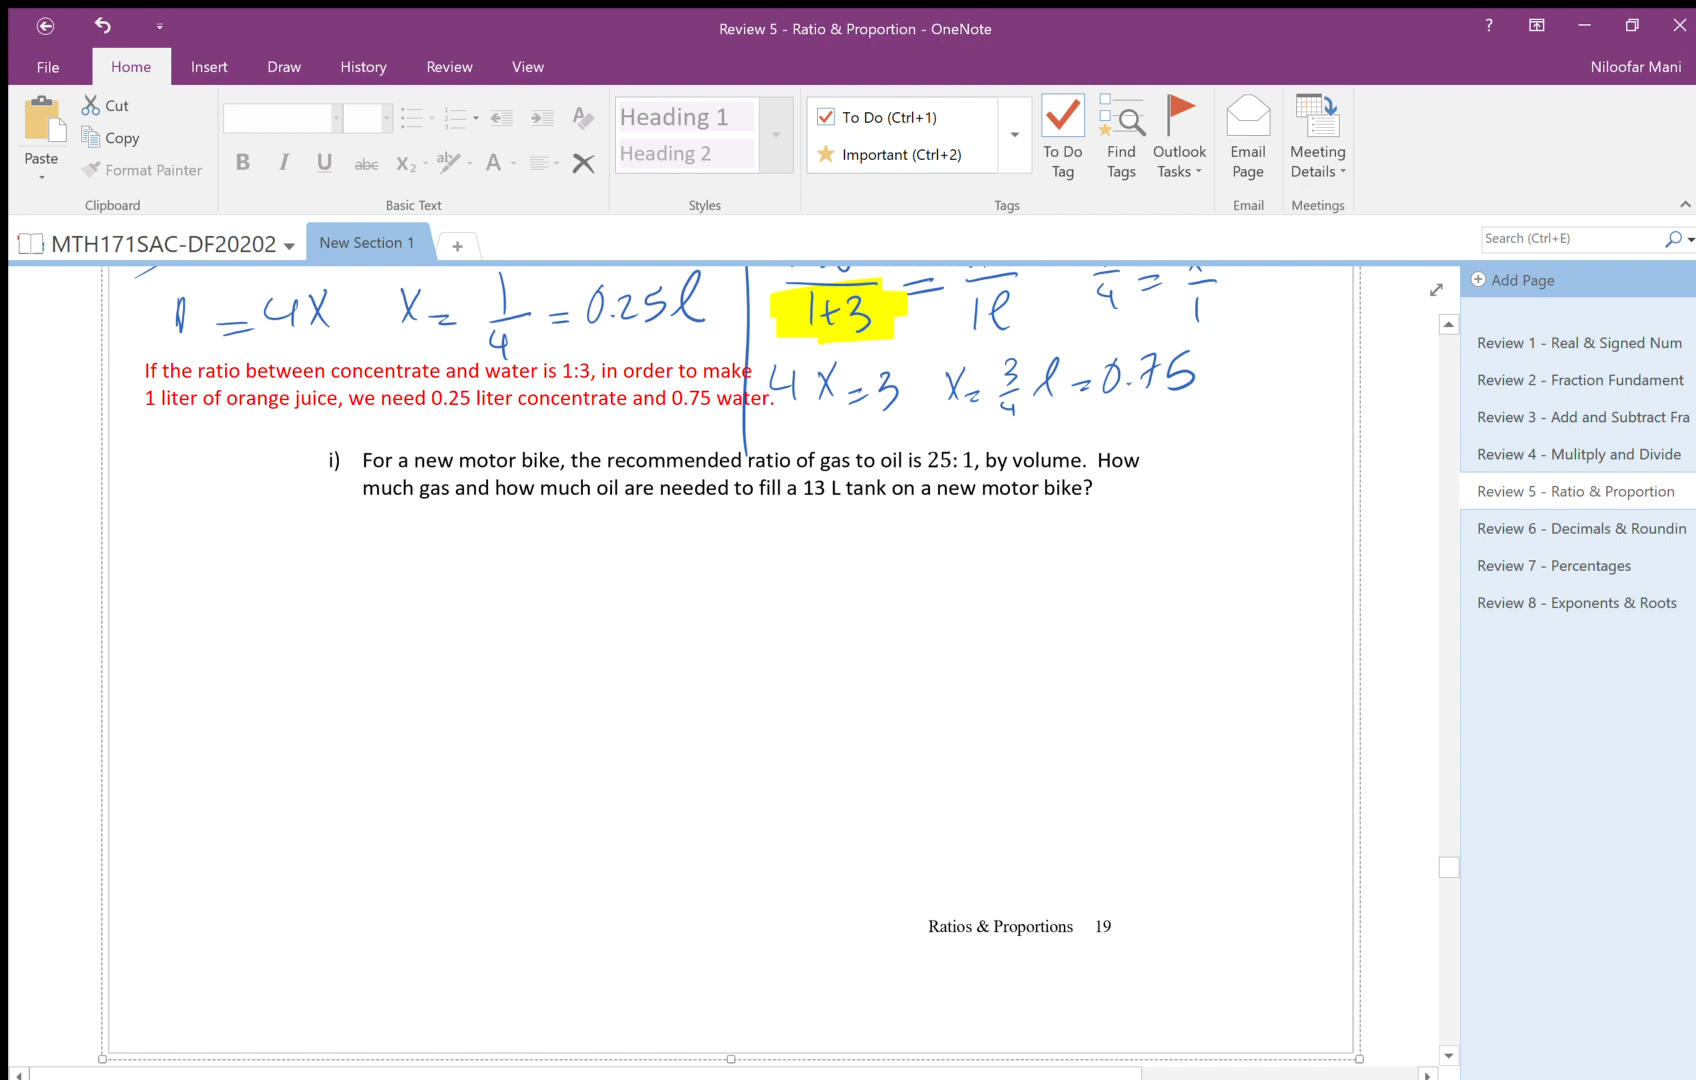 Review 5 - Ratio & Proportion - OneNote
?
File
Home
Insert
Draw
History
Review
View
Niloofar Mani
Paste
Cut
Copy
Format Painter
Clipboard
B I U abc X₂ ab A
Basic Text
Heading 1
Heading 2
Styles
To Do (Ctrl+1)
Important (Ctrl+2)
To Do Tag
Find Tags
Outlook Tasks
Tags
Email Page
Email
Meeting Details
Meetings
MTH171SAC-DF20202
New Section 1
+
Search (Ctrl+E)
1 = 4x x = 1/4 = 0.25l
1+3 = 1l
4 = 1
4x = 3 x = 3/4 l = 0.75
If the ratio between concentrate and water is 1:3, in order to make
1 liter of orange juice, we need 0.25 liter concentrate and 0.75 water.
i) For a new motor bike, the recommended ratio of gas to oil is 25: 1, by volume. How
much gas and how much oil are needed to fill a 13 L tank on a new motor bike?
Ratios & Proportions 19
Add Page
Review 1 - Real & Signed Num
Review 2 - Fraction Fundament
Review 3 - Add and Subtract Fra
Review 4 - Mulitply and Divide
Review 5 - Ratio & Proportion
Review 6 - Decimals & Roundin
Review 7 - Percentages
Review 8 - Exponents & Roots